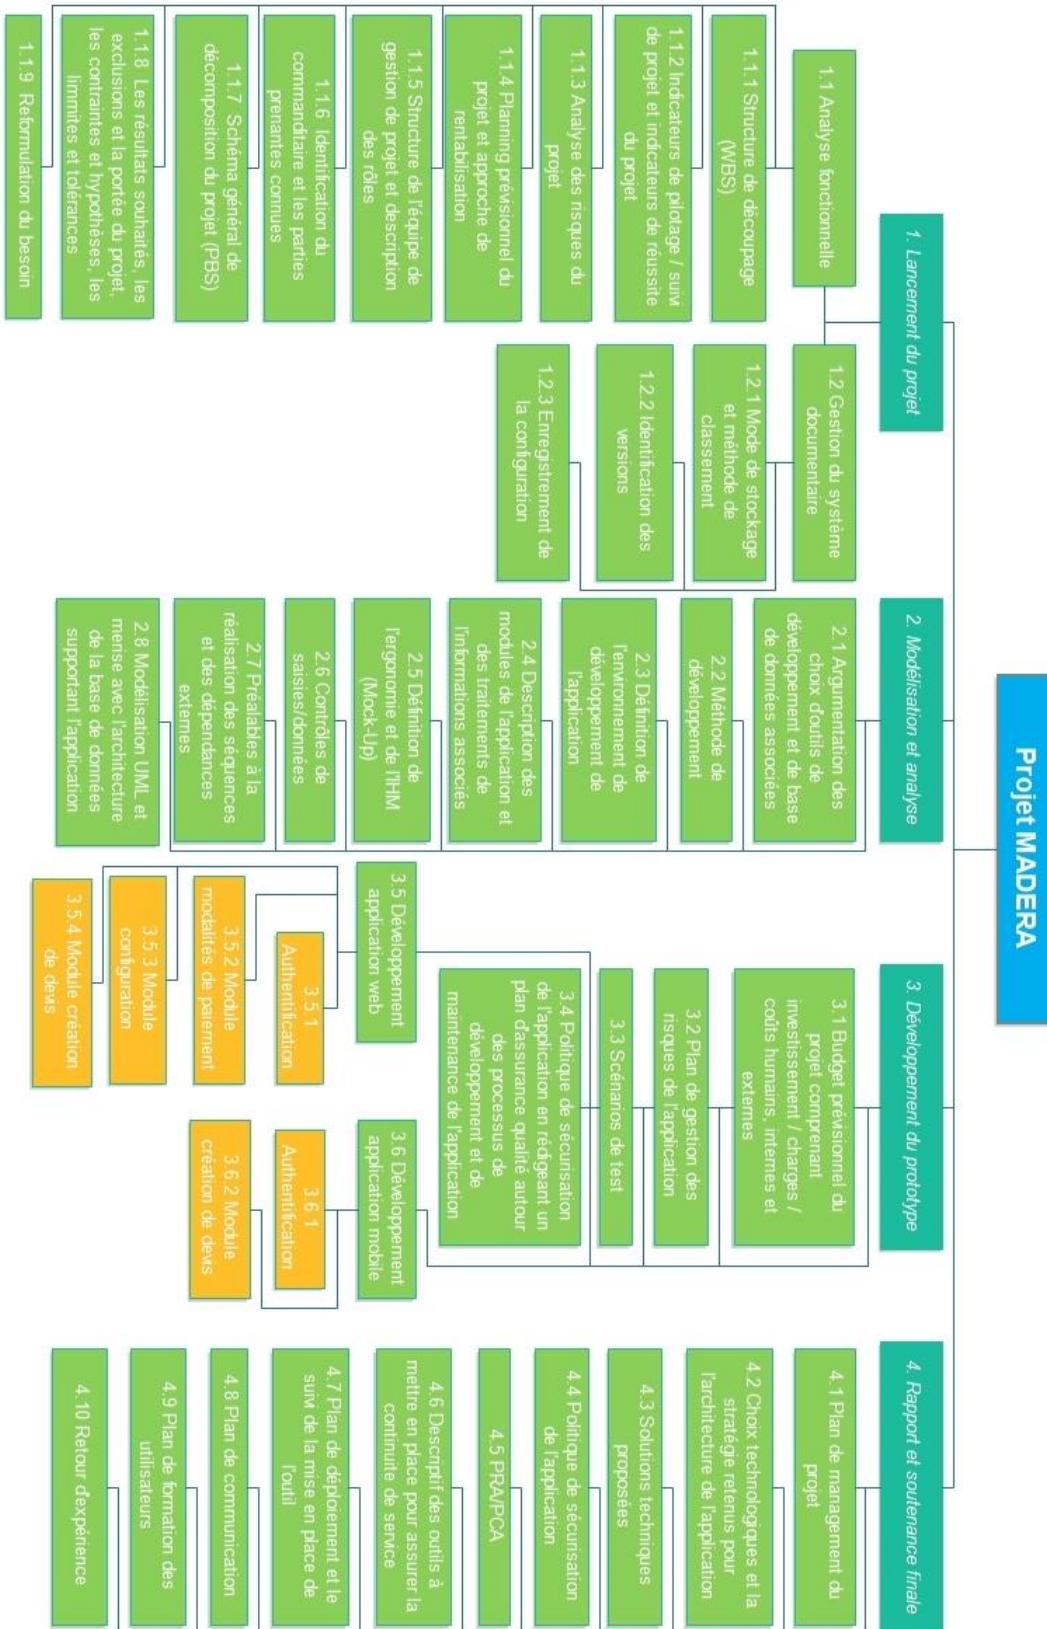 Projet MADERA
1. Lancement du projet
1.1 Analyse fonctionnelle
1.1.1 Structure de découpage
(WBS)
1.1.2 Indicateurs de pilotage / suivi
de projet et indicateurs de réussite
du projet
1.1.3 Analyse des risques du
projet
1.1.4 Planning prévisionnel du
projet et approche de
rentabilisation
1.1.5 Structure de l'équipe de
gestion de projet et description
des rôles
1.1.6 Identification du
commanditaire et les parties
prenantes connues
1.1.7 Schéma général de
décomposition du projet (PBS)
1.1.8 Les résultats souhaités, les
exclusions et la portée du projet,
les contraintes et hypothèses, les
limmites et tolérances
1.1.9 Reformulation du besoin
1.2 Gestion du système
documentaire
1.2.1 Mode de stockage
et méthode de
classement
1.2.2 Identification des
versions
1.2.3 Enregistrement de
la configuration
2. Modélisation et analyse
2.1 Argumentation des
choix d'outils de
développement et de base
de données associées
2.2 Méthode de
développement
2.3 Définition de
l'environnement de
développement de
l'application
2.4 Description des
modules de l'application et
des traitements de
l'informations associés
2.5 Définition de
l'ergonomie et de l'IHM
(Mock-Up)
2.6 Contrôles de
saisies/données
2.7 Préalables à la
réalisation des séquences
et des dépendances
externes
2.8 Modélisation UML et
merise avec l'architecture
de la base de données
supportant l'application
3. Développement du prototype
3.1 Budget prévisionnel du
projet comprenant
investissement / charges /
coûts humains, internes et
externes
3.2 Plan de gestion des
risques de l'application
3.3 Scénarios de test
3.4 Politique de sécurisation
de l'application en rédigeant un
plan d'assurance qualité autour
des processus de
développement et de
maintenance de l'application
3.5 Développement
application web
3.5.1
Authentification
3.5.2 Module
modalités de paiement
3.5.3 Module
configuration
3.5.4 Module création
de devis
3.6 Développement
application mobile
3.6.1
Authentification
3.6.2 Module
création de devis
4. Rapport et soutenance finale
4.1 Plan de management du
projet
4.2 Choix technologiques et la
stratégie retenus pour
l'architecture de l'application
4.3 Solutions techniques
proposées
4.4 Politique de sécurisation
de l'application
4.5 PRA/PCA
4.6 Descriptif des outils à
mettre en place pour assurer la
continuite de service
4.7 Plan de déploiement et le
suivi de la mise en place de
l'outil
4.8 Plan de communication
4.9 Plan de formation des
utilisateurs
4.10 Retour d'expérience